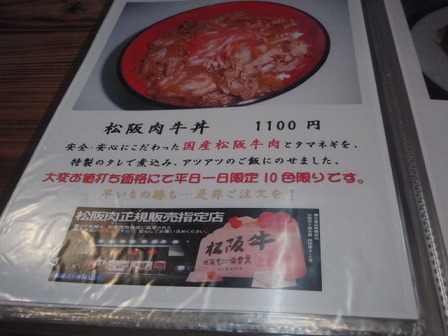 松阪肉牛丼 1100円
安全・安心にこだわった国産松阪牛肉とタマネギを、
特製のタレで煮込み、アツアツのご飯にのせました。
大変お値打ち価格にて平日一日限定10色限りです。
早いもの勝ち…是非ご注文を!
松阪肉正規販売指定店
松阪牛